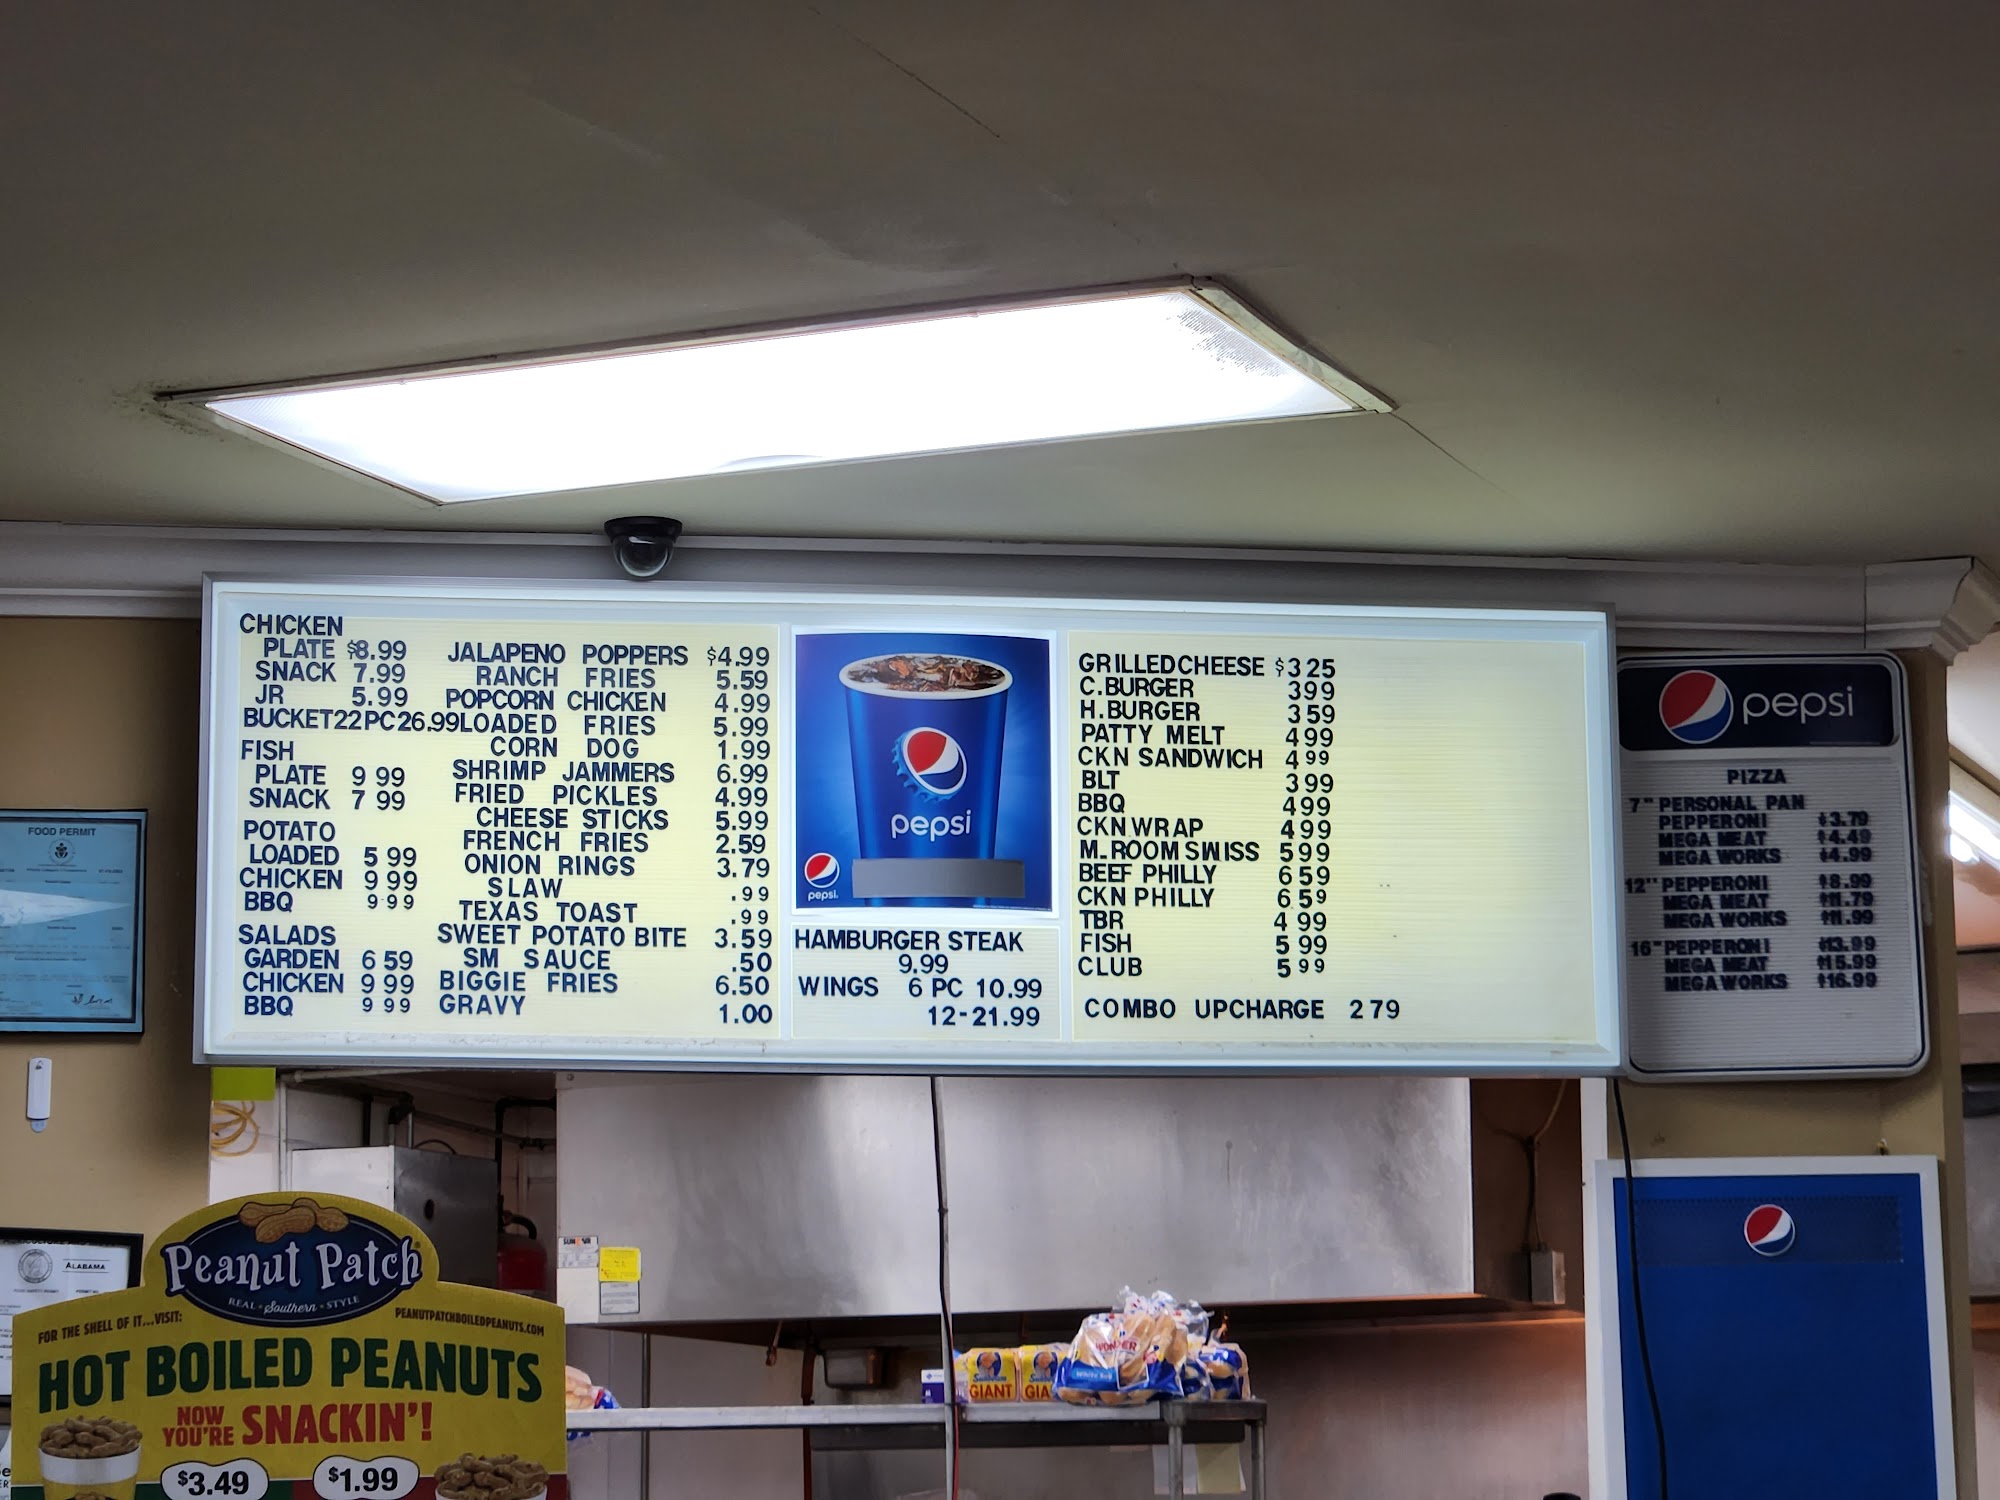 CHICKEN
PLATE $8.99
SNACK 7.99
JR 5.99
BUCKET 22 PC 26.99
FISH
PLATE 9 99
SNACK 7 99
POTATO
LOADED 5 99
CHICKEN 9 99
BBQ 9 99
SALADS
GARDEN 6 59
CHICKEN 9 99
BBQ 9 99
JALAPENO POPPERS $4.99
RANCH FRIES 5.59
POPCORN CHICKEN 4.99
LOADED FRIES 5.99
CORN DOG 1.99
SHRIMP JAMMERS 6.99
FRIED PICKLES 4.99
CHEESE STICKS 5.99
FRENCH FRIES 2.59
ONION RINGS 3.79
SLAW .99
TEXAS TOAST .99
SWEET POTATO BITE 3.59
SM SAUCE .50
BIGGIE FRIES 6.50
GRAVY 1.00
pepsi
pepsi.
HAMBURGER STEAK
9.99
WINGS 6 PC 10.99
12-21.99
GRILLED CHEESE $3 25
C.BURGER 3 99
H.BURGER 3 59
PATTY MELT 4 99
CKN SANDWICH 4 99
BLT 3 99
BBQ 4 99
CKN WRAP 4 99
M-ROOM SWISS 5 99
BEEF PHILLY 6 59
CKN PHILLY 6 59
TBR 4 99
FISH 5 99
CLUB 5 99
COMBO UPCHARGE 2 79
pepsi
PIZZA
7" PERSONAL PAN
PEPPERONI $3.79
MEGA MEAT $4.49
MEGA WORKS $4.99
12" PEPPERONI $8.99
MEGA MEAT $11.79
MEGA WORKS $11.99
16" PEPPERONI $13.99
MEGA MEAT $15.99
MEGA WORKS $16.99
FOOD PERMIT
ALABAMA
Peanut Patch
REAL Southern STYLE
FOR THE SHELL OF IT...VISIT:
PEANUTPATCHBOILEDPEANUTS.COM
HOT BOILED PEANUTS
NOW YOU'RE SNACKIN'!
$3.49 $1.99
WONDER
GIANT
GIA